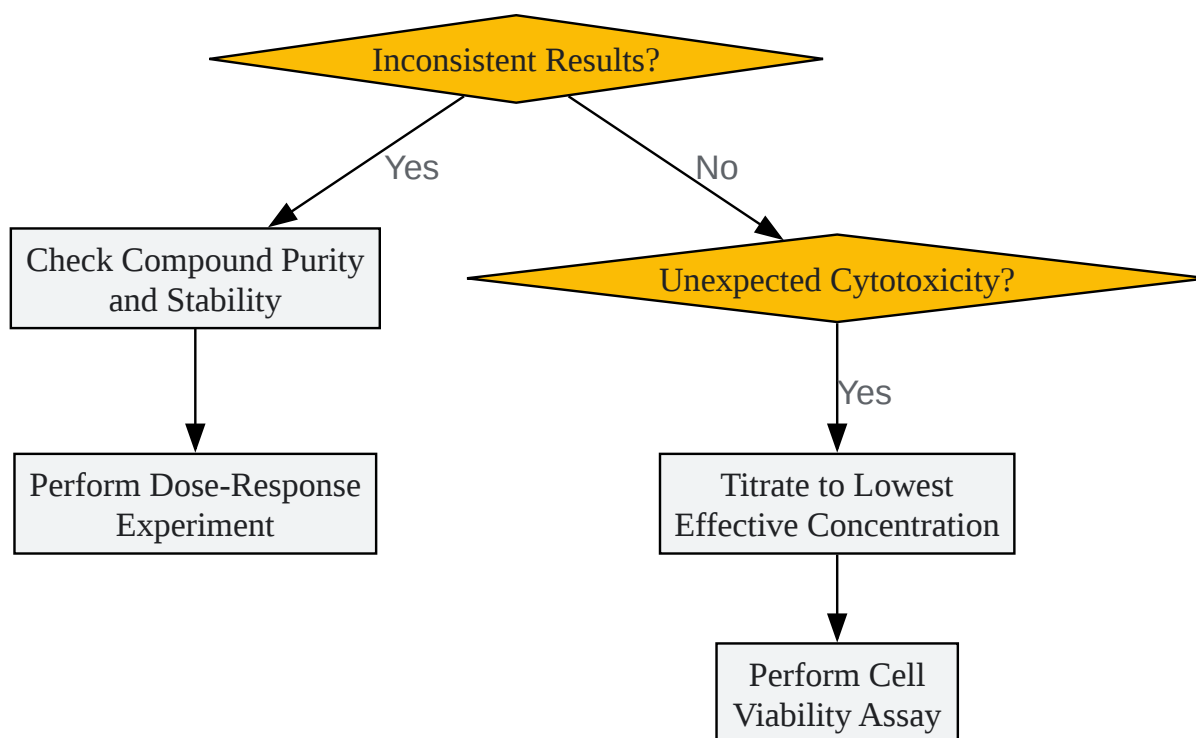 Inconsistent Results?
Yes
No
Check Compound Purity
and Stability
Unexpected Cytotoxicity?
Yes
Perform Dose-Response
Experiment
Titrate to Lowest
Effective Concentration
Perform Cell
Viability Assay